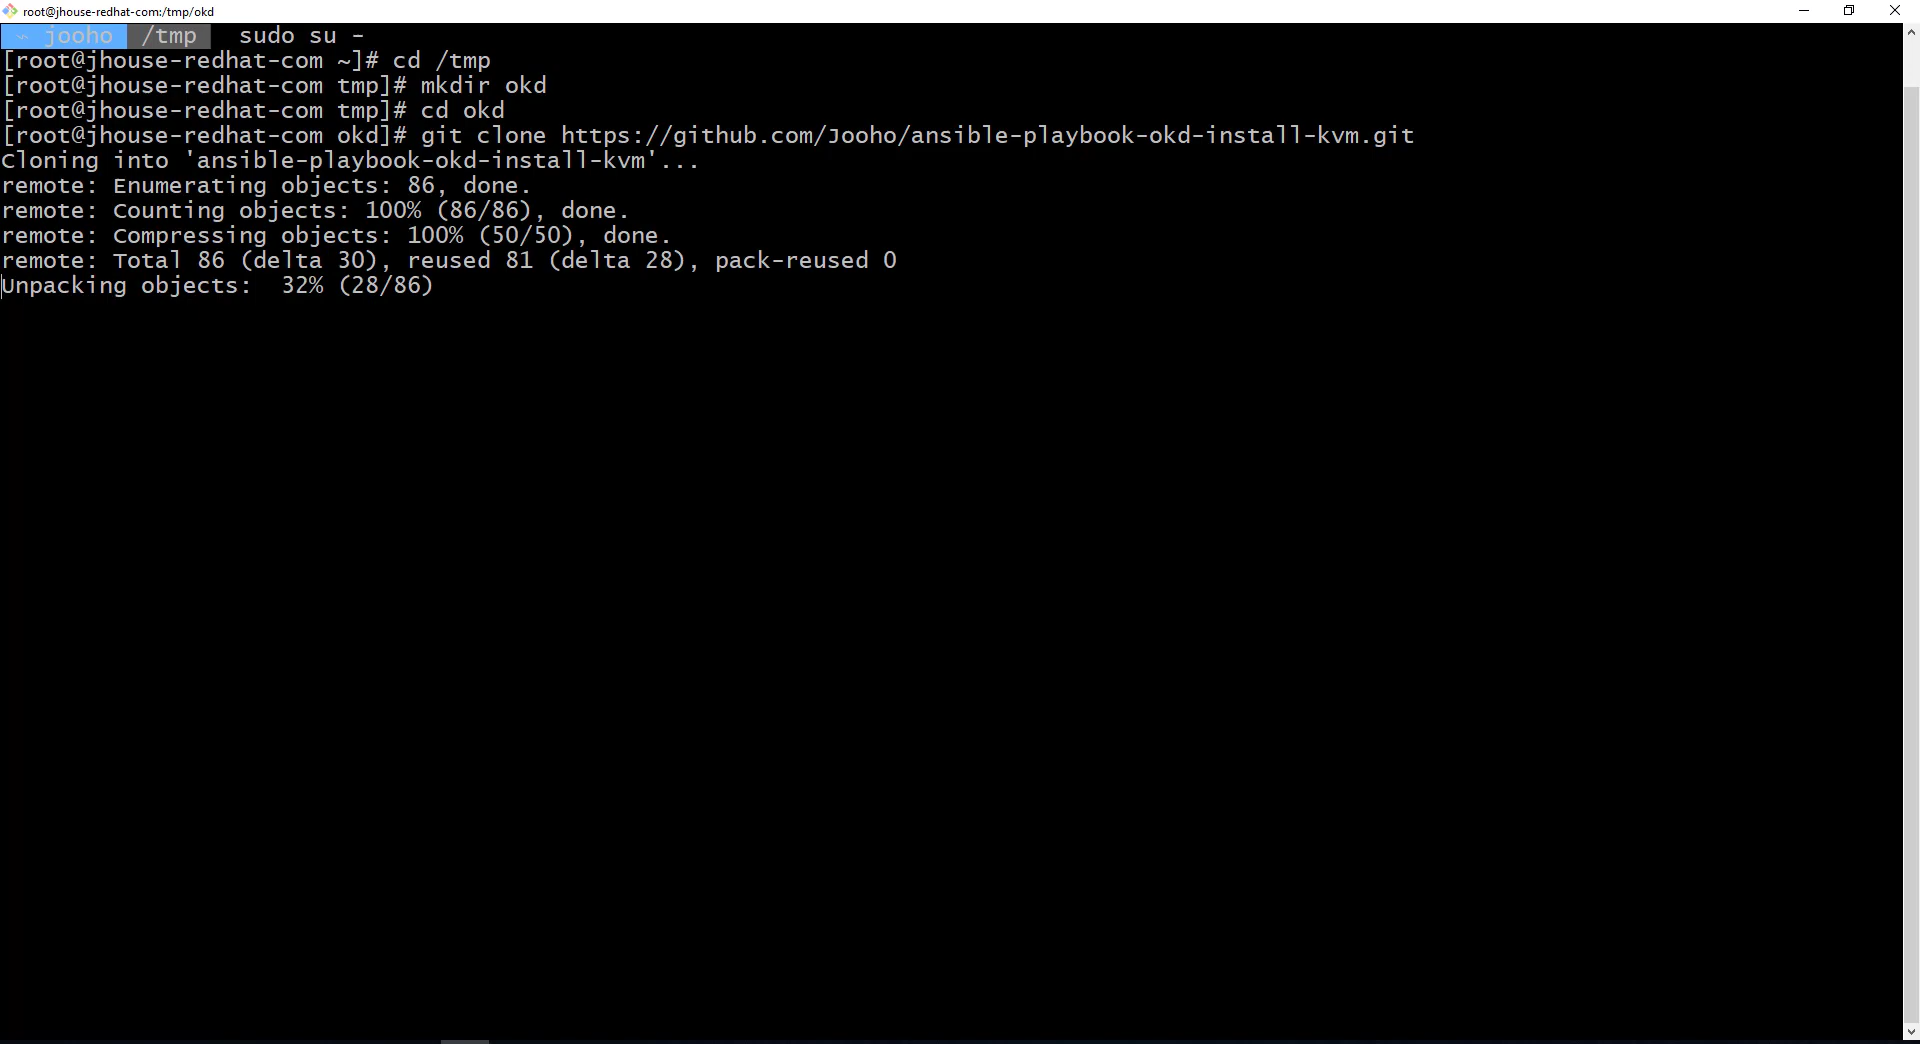 root@jhouse-redhat-com:/tmp/okd
~ jooho /tmp sudo su -
[root@jhouse-redhat-com ~]# cd /tmp
[root@jhouse-redhat-com tmp]# mkdir okd
[root@jhouse-redhat-com tmp]# cd okd
[root@jhouse-redhat-com okd]# git clone https://github.com/Jooho/ansible-playbook-okd-install-kvm.git
Cloning into 'ansible-playbook-okd-install-kvm'...
remote: Enumerating objects: 86, done.
remote: Counting objects: 100% (86/86), done.
remote: Compressing objects: 100% (50/50), done.
remote: Total 86 (delta 30), reused 81 (delta 28), pack-reused 0
Unpacking objects:  32% (28/86)